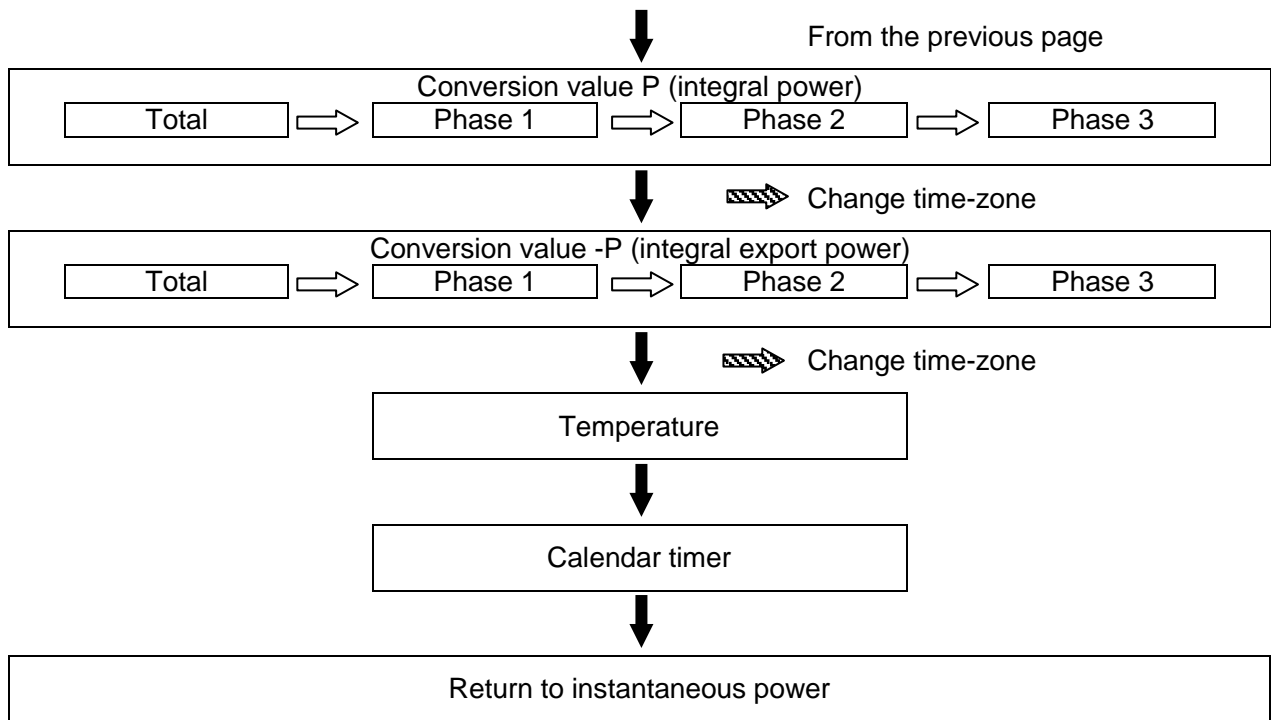 From the previous page
Conversion value P (integral power)
Total Phase 1 Phase 2 Phase 3
Change time-zone
Conversion value -P (integral export power)
Total Phase 1 Phase 2 Phase 3
Change time-zone
Temperature
Calendar timer
Return to instantaneous power